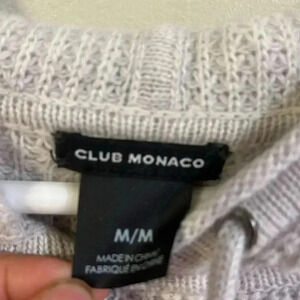 CLUB MONACO
M/M
MADE IN CHINA
FABRIQUÉ EN CHINE